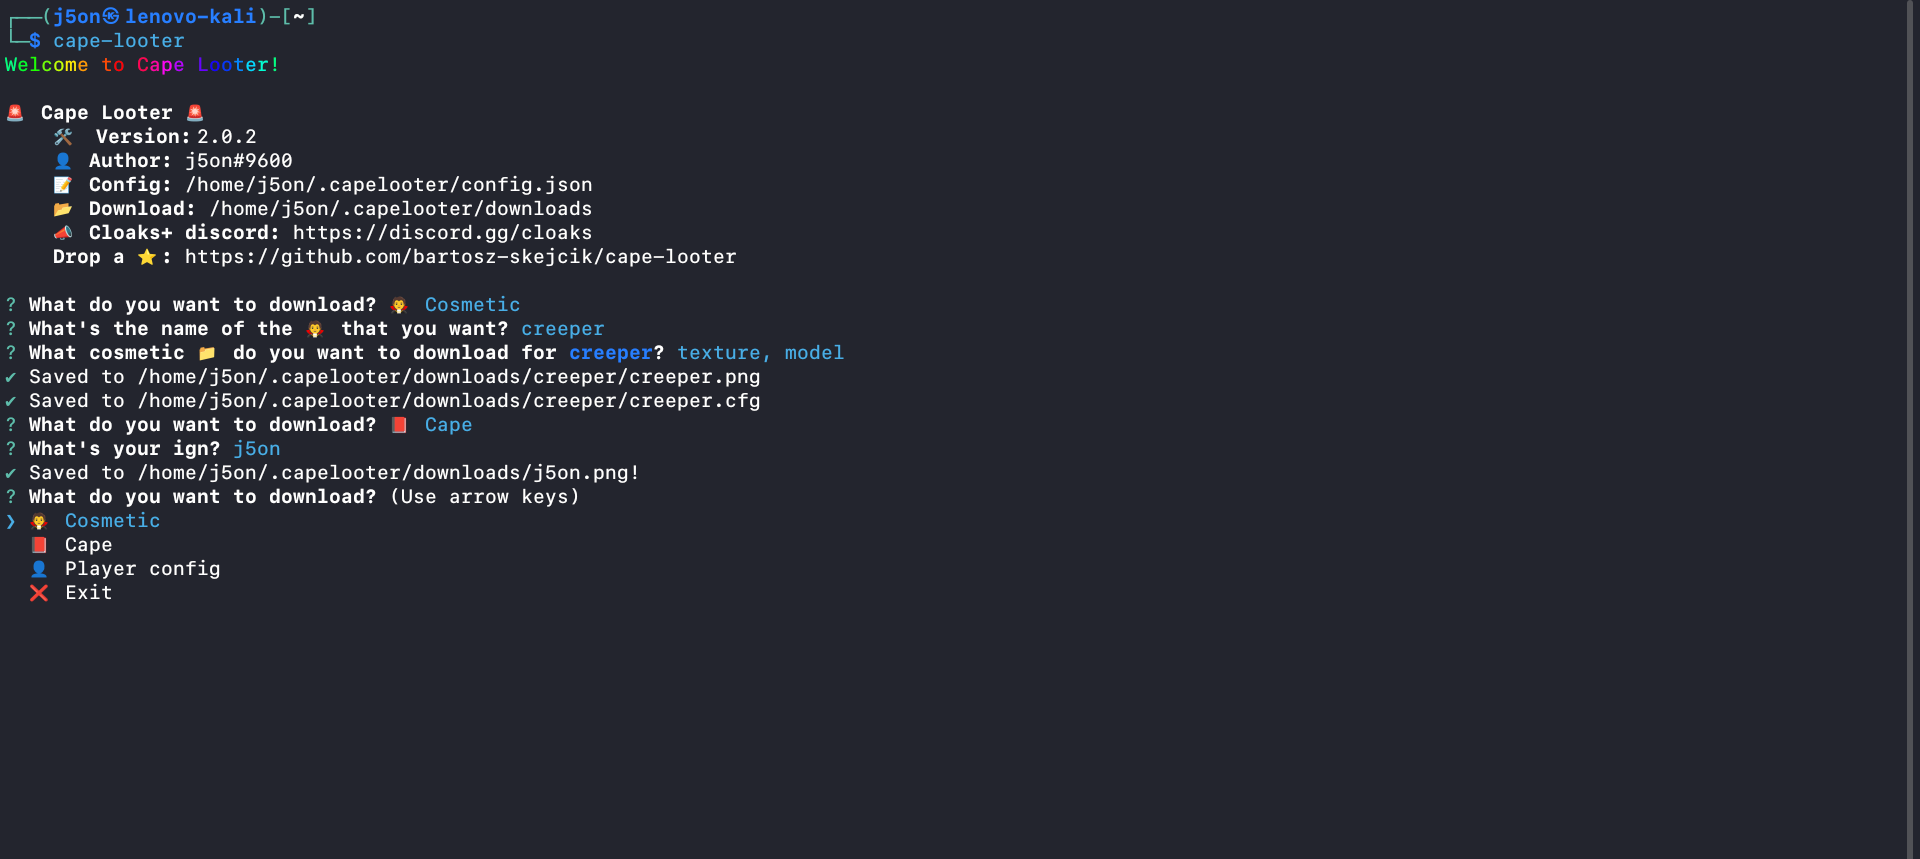 ┌──(j5on㉿lenovo-kali)-[~]
└─$ cape-looter
Welcome to Cape Looter!
🚨 Cape Looter 🚨
🛠️ Version: 2.0.2
👤 Author: j5on#9600
📝 Config: /home/j5on/.capelooter/config.json
📂 Download: /home/j5on/.capelooter/downloads
📣 Cloaks+ discord: https://discord.gg/cloaks
Drop a ⭐: https://github.com/bartosz-skejcik/cape-looter
? What do you want to download? 🧛 Cosmetic
? What's the name of the 🧛 that you want? creeper
? What cosmetic 📁 do you want to download for creeper? texture, model
✔ Saved to /home/j5on/.capelooter/downloads/creeper/creeper.png
✔ Saved to /home/j5on/.capelooter/downloads/creeper/creeper.cfg
? What do you want to download? 📕 Cape
? What's your ign? j5on
✔ Saved to /home/j5on/.capelooter/downloads/j5on.png!
? What do you want to download? (Use arrow keys)
❯ 🧛 Cosmetic
📕 Cape
👤 Player config
❌ Exit